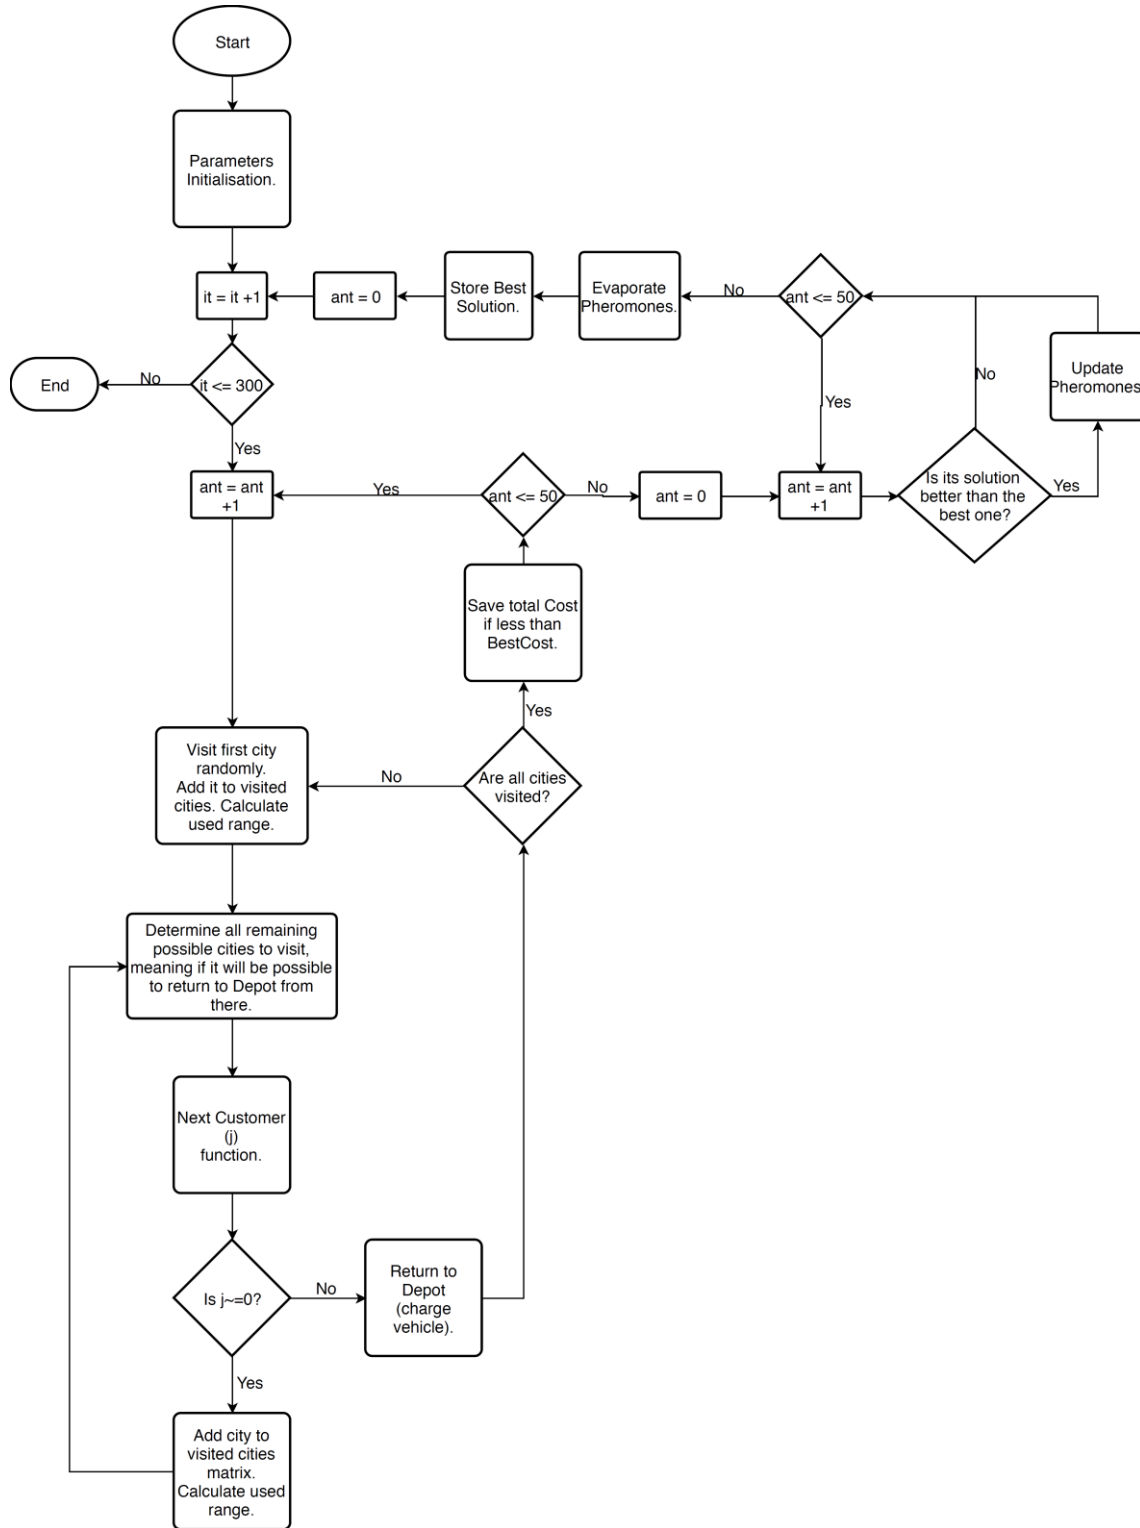 Start
Parameters
Initialisation.
it = it +1
ant = 0
Store Best
Solution.
Evaporate
Pheromones.
No
ant <= 50
Update
Pheromones
No
Yes
End
No
it <= 300
Yes
ant = ant
+1
Yes
ant <= 50
No
ant = 0
ant = ant
+1
Is its solution
better than the
best one?
Yes
Save total Cost
if less than
BestCost.
Yes
Visit first city
randomly.
Add it to visited
cities. Calculate
used range.
No
Are all cities
visited?
Determine all remaining
possible cities to visit,
meaning if it will be possible
to return to Depot from
there.
Next Customer
(j)
function.
Is j~=0?
No
Return to
Depot
(charge
vehicle).
Yes
Add city to
visited cities
matrix.
Calculate used
range.